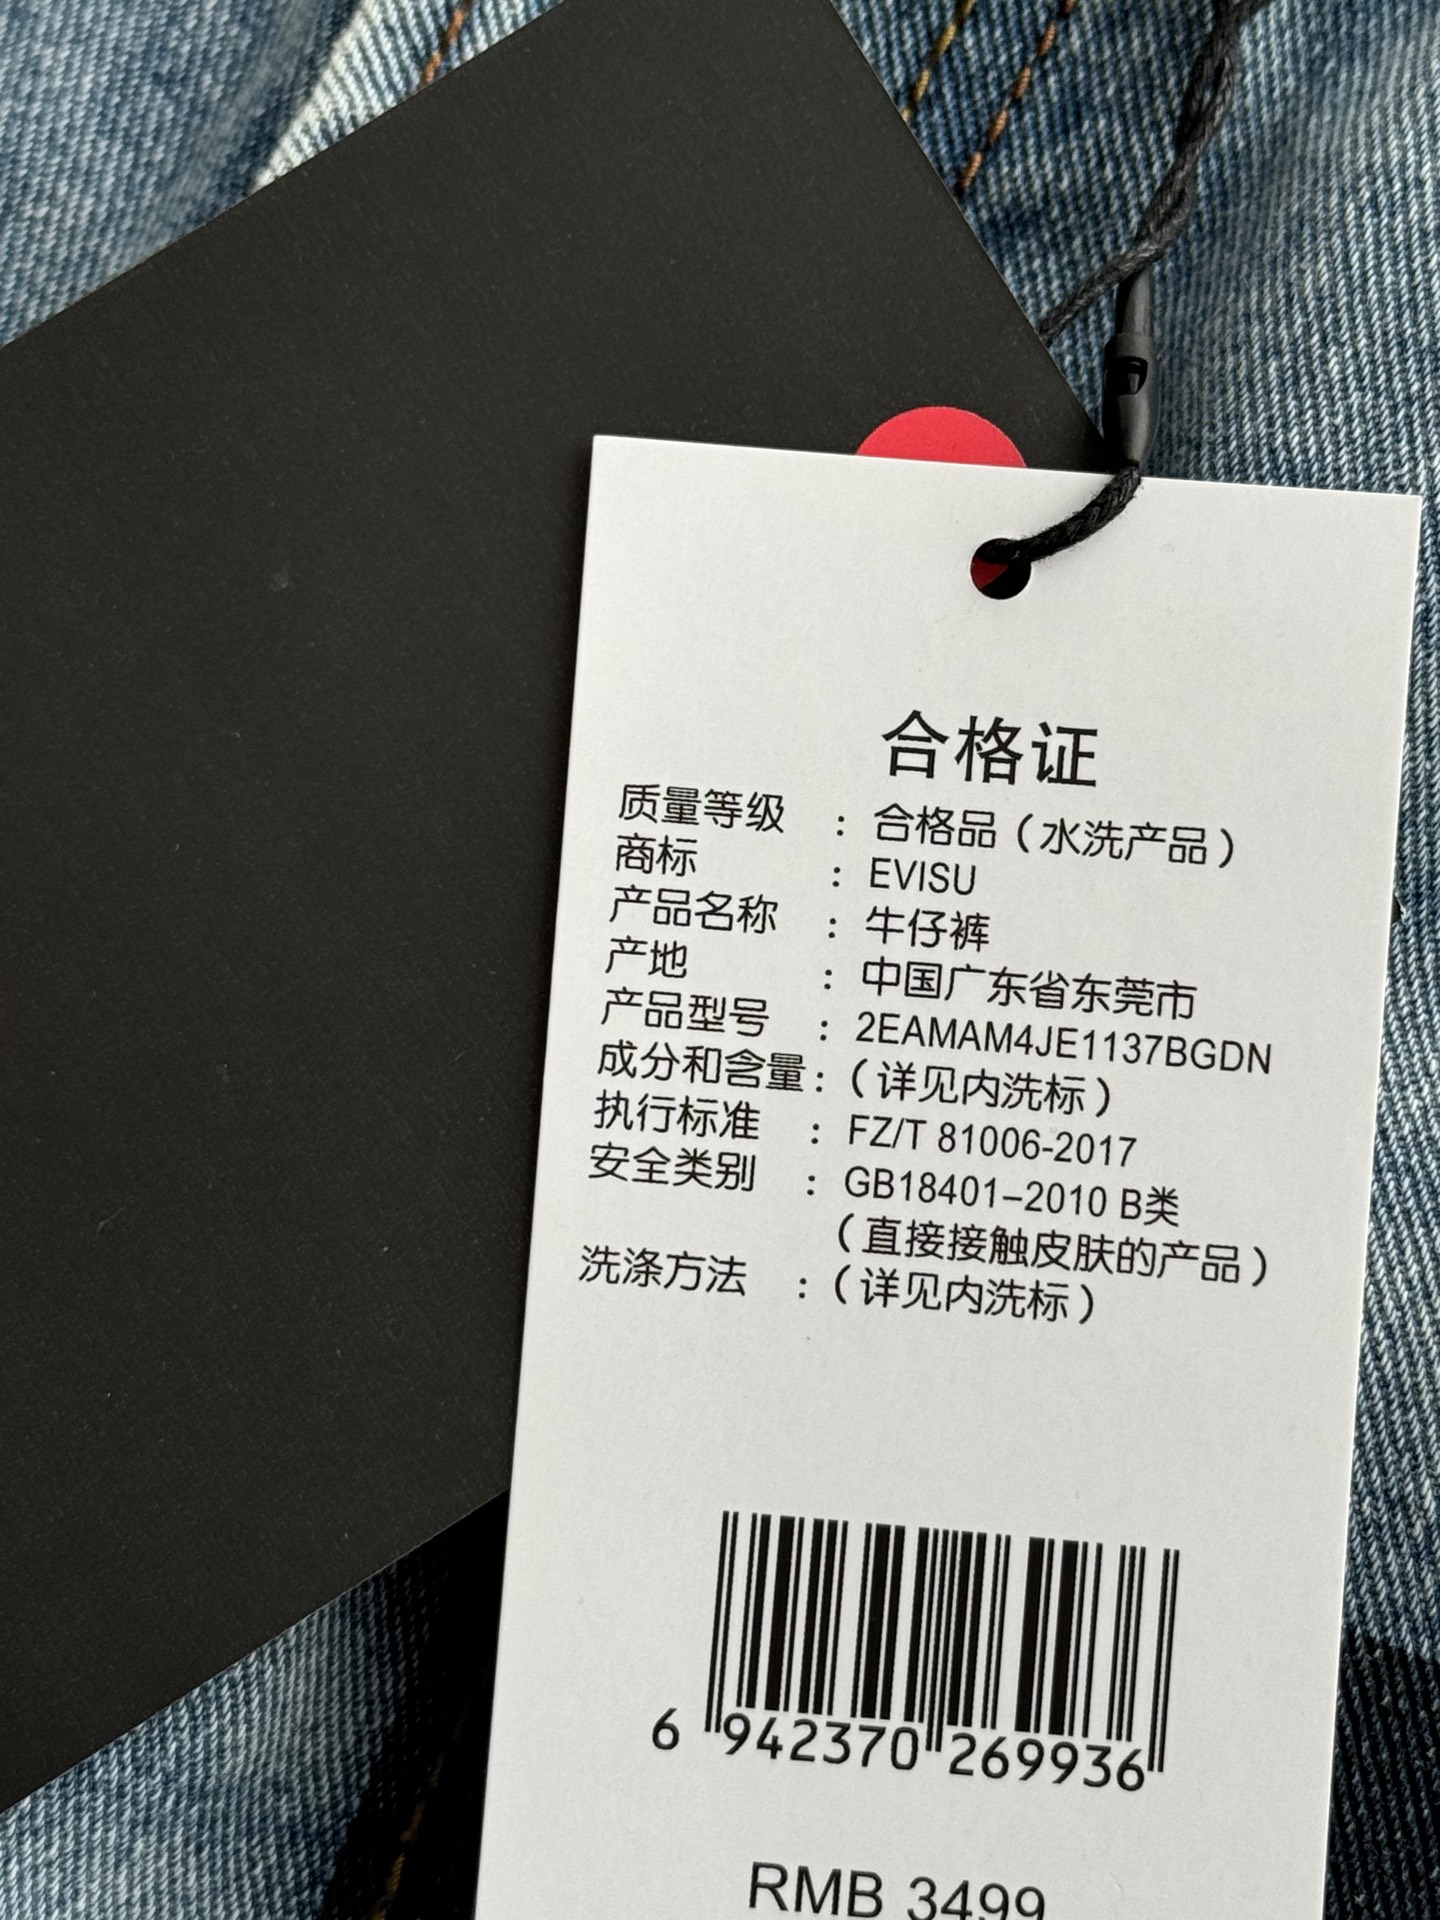 合格证
质量等级 : 合格品（水洗产品）
商标 : EVISU
产品名称 : 牛仔裤
产地 : 中国广东省东莞市
产品型号 : 2EAMAM4JE1137BGDN
成分和含量 :（详见内洗标）
执行标准 : FZ/T 81006-2017
安全类别 : GB18401–2010 B类
（直接接触皮肤的产品）
洗涤方法 :（详见内洗标）
6 942370 269936
RMB 3499